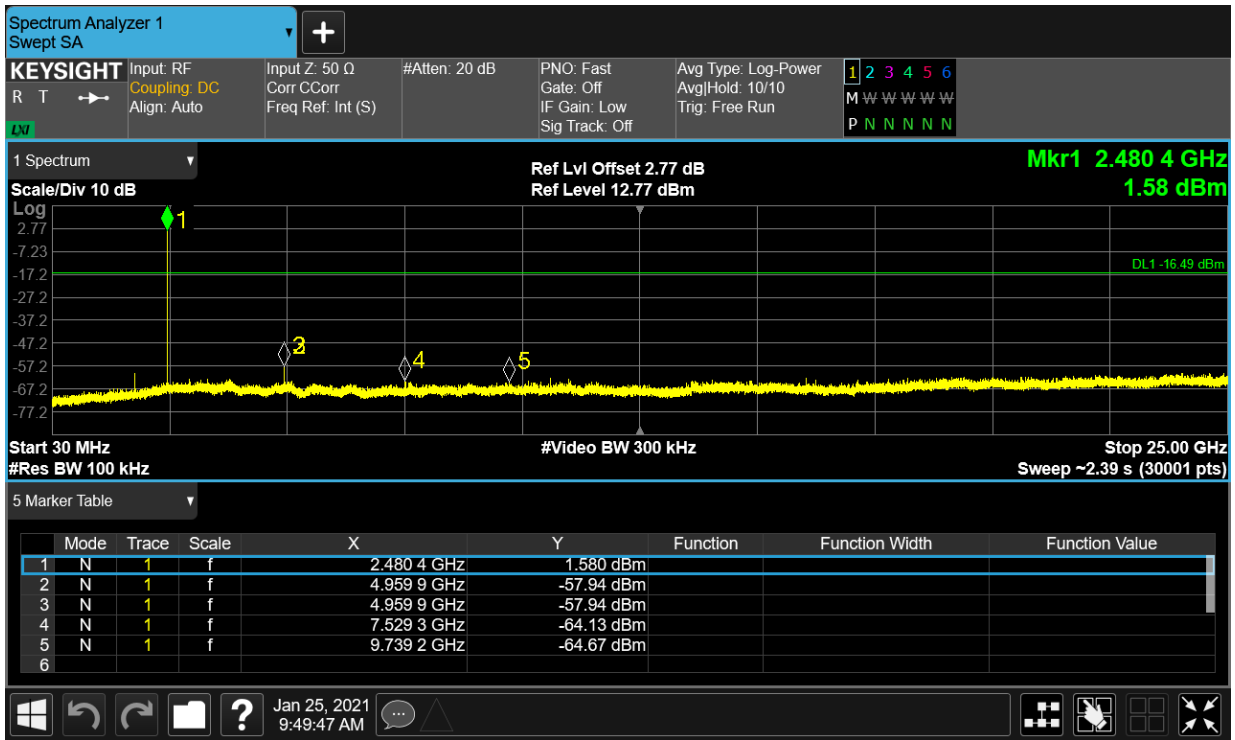 Spectrum Analyzer 1
Swept SA
KEYSIGHT
R T
LXI
Input: RF
Coupling: DC
Align: Auto
Input Z: 50 Ω
Corr CCorr
Freq Ref: Int (S)
#Atten: 20 dB
PNO: Fast
Gate: Off
IF Gain: Low
Sig Track: Off
Avg Type: Log-Power
Avg|Hold: 10/10
Trig: Free Run
1 2 3 4 5 6
M W W W W W
P N N N N N
1 Spectrum
Scale/Div 10 dB
Ref Lvl Offset 2.77 dB
Ref Level 12.77 dBm
Mkr1 2.480 4 GHz
1.58 dBm
Log
2.77
-7.23
-17.2
-27.2
-37.2
-47.2
-57.2
-67.2
-77.2
1
DL1 -16.49 dBm
3
4
5
Start 30 MHz
#Video BW 300 kHz
Stop 25.00 GHz
#Res BW 100 kHz
Sweep ~2.39 s (30001 pts)
5 Marker Table
Mode Trace Scale X Y Function Function Width Function Value
1 N 1 f 2.480 4 GHz 1.580 dBm
2 N 1 f 4.959 9 GHz -57.94 dBm
3 N 1 f 4.959 9 GHz -57.94 dBm
4 N 1 f 7.529 3 GHz -64.13 dBm
5 N 1 f 9.739 2 GHz -64.67 dBm
6
Jan 25, 2021
9:49:47 AM